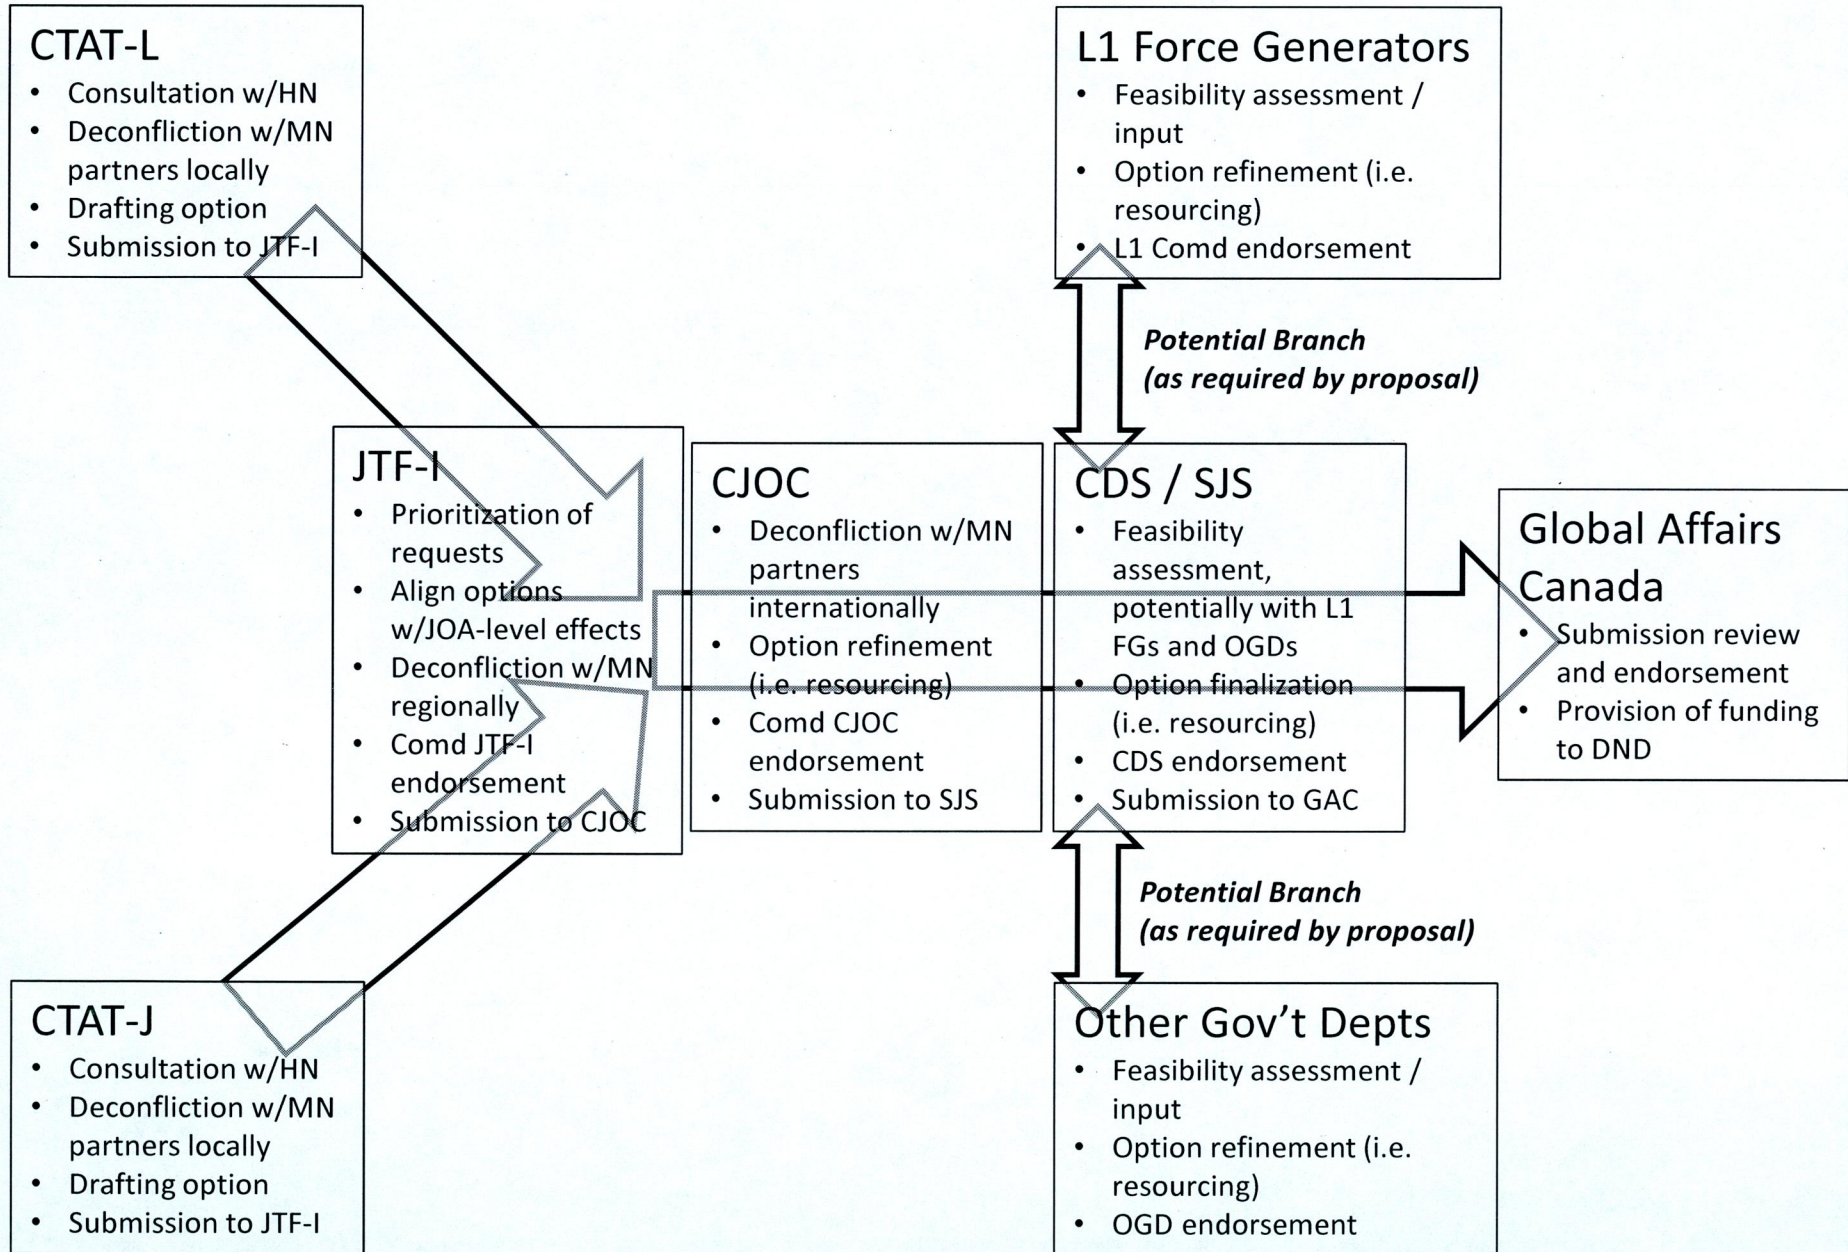 CTAT-L
• Consultation w/HN
• Deconfliction w/MN
partners locally
• Drafting option
• Submission to JTF-I
L1 Force Generators
• Feasibility assessment /
input
• Option refinement (i.e.
resourcing)
• L1 Comd endorsement
Potential Branch
(as required by proposal)
JTF-I
• Prioritization of
requests
• Align options
w/JOA-level effects
• Deconfliction w/MN
regionally
• Comd JTF-I
endorsement
• Submission to CJOC
CJOC
• Deconfliction w/MN
partners
internationally
• Option refinement
(i.e. resourcing)
• Comd CJOC
endorsement
• Submission to SJS
CDS / SJS
• Feasibility
assessment,
potentially with L1
FGs and OGDs
• Option finalization
(i.e. resourcing)
• CDS endorsement
• Submission to GAC
Global Affairs
Canada
• Submission review
and endorsement
• Provision of funding
to DND
Potential Branch
(as required by proposal)
CTAT-J
• Consultation w/HN
• Deconfliction w/MN
partners locally
• Drafting option
• Submission to JTF-I
Other Gov’t Depts
• Feasibility assessment /
input
• Option refinement (i.e.
resourcing)
• OGD endorsement